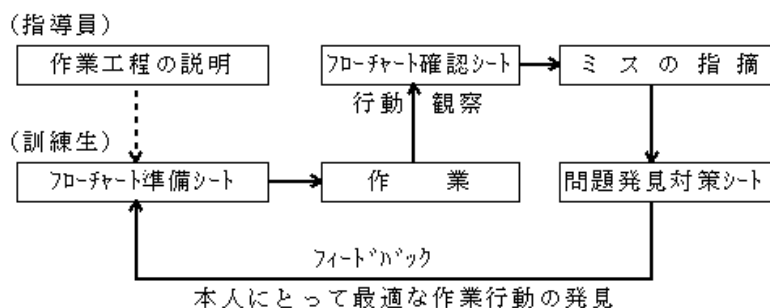 (指導員)
作業工程の説明
ﾌﾛｰﾁｬｰﾄ確認ｼｰﾄ
ミスの指摘
行動観察
(訓練生)
ﾌﾛｰﾁｬｰﾄ準備ｼｰﾄ
作業
問題発見対策ｼｰﾄ
ﾌｨｰﾄﾞﾊﾞｯｸ
本人にとって最適な作業行動の発見